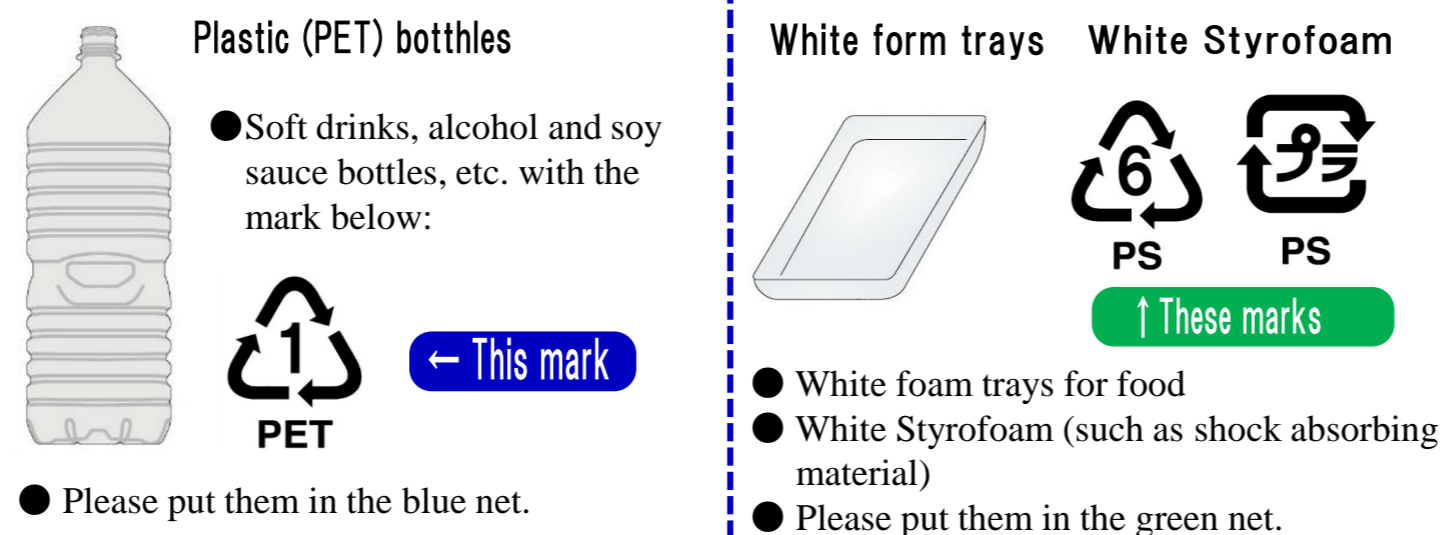 Plastic (PET) botthles
●Soft drinks, alcohol and soy
sauce bottles, etc. with the
mark below:
1
PET
← This mark
● Please put them in the blue net.
White form trays
White Styrofoam
6
PS
プラ
PS
↑These marks
● White foam trays for food
● White Styrofoam (such as shock absorbing
material)
● Please put them in the green net.